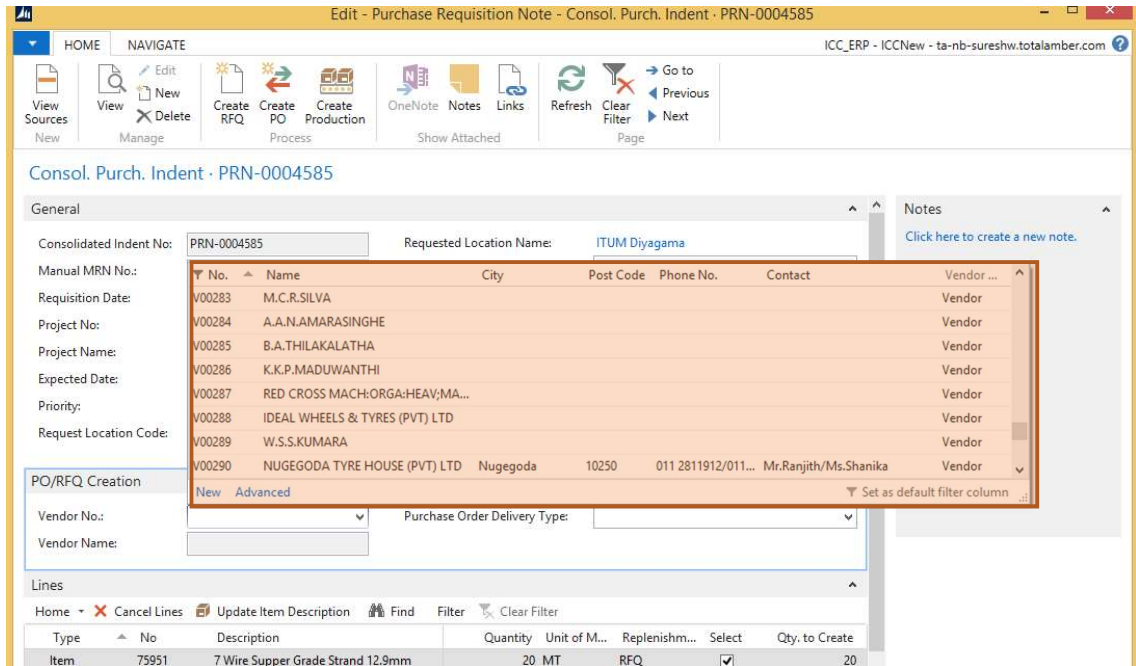 Edit - Purchase Requisition Note - Consol. Purch. Indent · PRN-0004585
HOME NAVIGATE ICC_ERP - ICCNew - ta-nb-sureshw.totalamber.com
View Sources View Edit New Delete Create RFQ Create PO Create Production OneNote Notes Links Refresh Clear Filter Go to Previous Next
New Manage Process Show Attached Page
Consol. Purch. Indent · PRN-0004585
General Notes
Consolidated Indent No: PRN-0004585 Requested Location Name: ITUM Diyagama Click here to create a new note.
Manual MRN No.:
Requisition Date:
Project No:
Project Name:
Expected Date:
Priority:
Request Location Code:
No. Name City Post Code Phone No. Contact Vendor ...
V00283 M.C.R.SILVA Vendor
V00284 A.A.N.AMARASINGHE Vendor
V00285 B.A.THILAKALATHA Vendor
V00286 K.K.P.MADUWANTHI Vendor
V00287 RED CROSS MACH:ORGA:HEAV;MA... Vendor
V00288 IDEAL WHEELS & TYRES (PVT) LTD Vendor
V00289 W.S.S.KUMARA Vendor
V00290 NUGEGODA TYRE HOUSE (PVT) LTD Nugegoda 10250 011 2811912/011... Mr.Ranjith/Ms.Shanika Vendor
New Advanced Set as default filter column
PO/RFQ Creation
Vendor No.: Purchase Order Delivery Type:
Vendor Name:
Lines
Home Cancel Lines Update Item Description Find Filter Clear Filter
Type No Description Quantity Unit of M... Replenishm... Select Qty. to Create
Item 75951 7 Wire Supper Grade Strand 12.9mm 20 MT RFQ 20